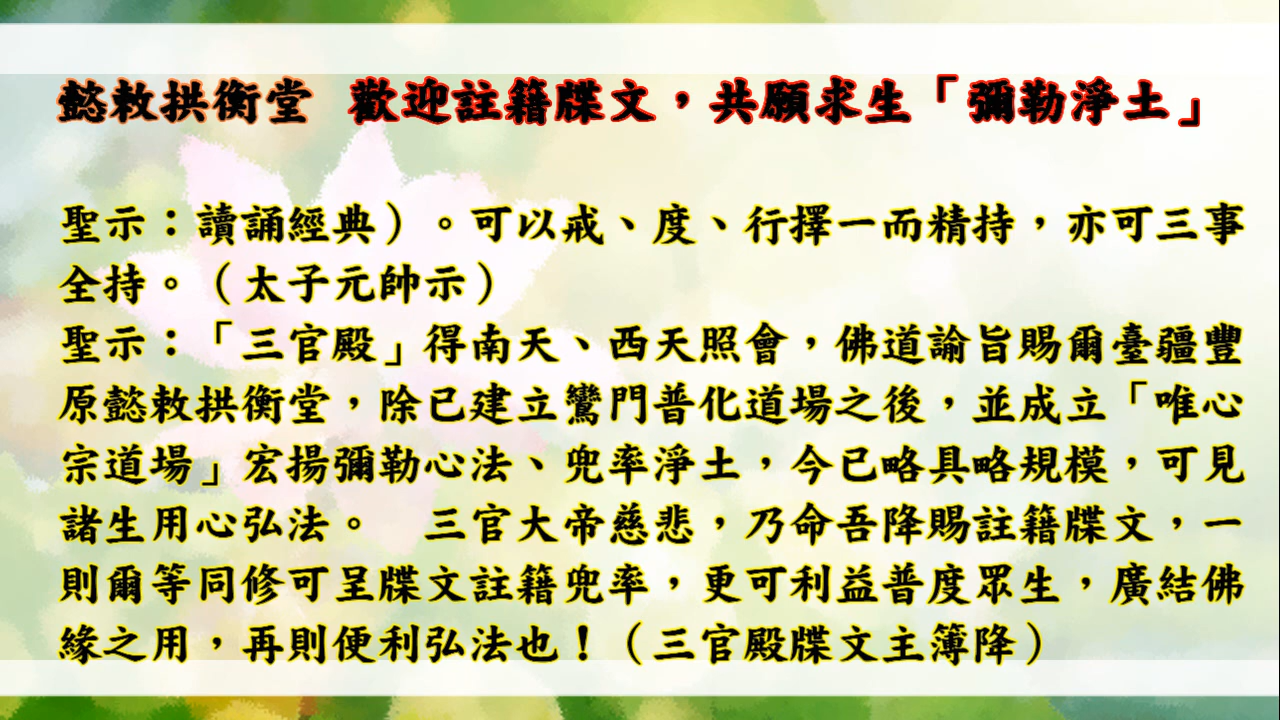 懿敕拱衡堂 歡迎註籍牒文，共願求生「彌勒淨土」
聖示：讀誦經典）。可以戒、度、行擇一而精持，亦可三事
全持。（太子元帥示）
聖示：「三官殿」得南天、西天照會，佛道諭旨賜爾臺疆豐
原懿敕拱衡堂，除已建立鸞門普化道場之後，並成立「唯心
宗道場」宏揚彌勒心法、兜率淨土，今已略具略規模，可見
諸生用心弘法。　三官大帝慈悲，乃命吾降賜註籍牒文，一
則爾等同修可呈牒文註籍兜率，更可利益普度眾生，廣結佛
緣之用，再則便利弘法也！（三官殿牒文主簿降）